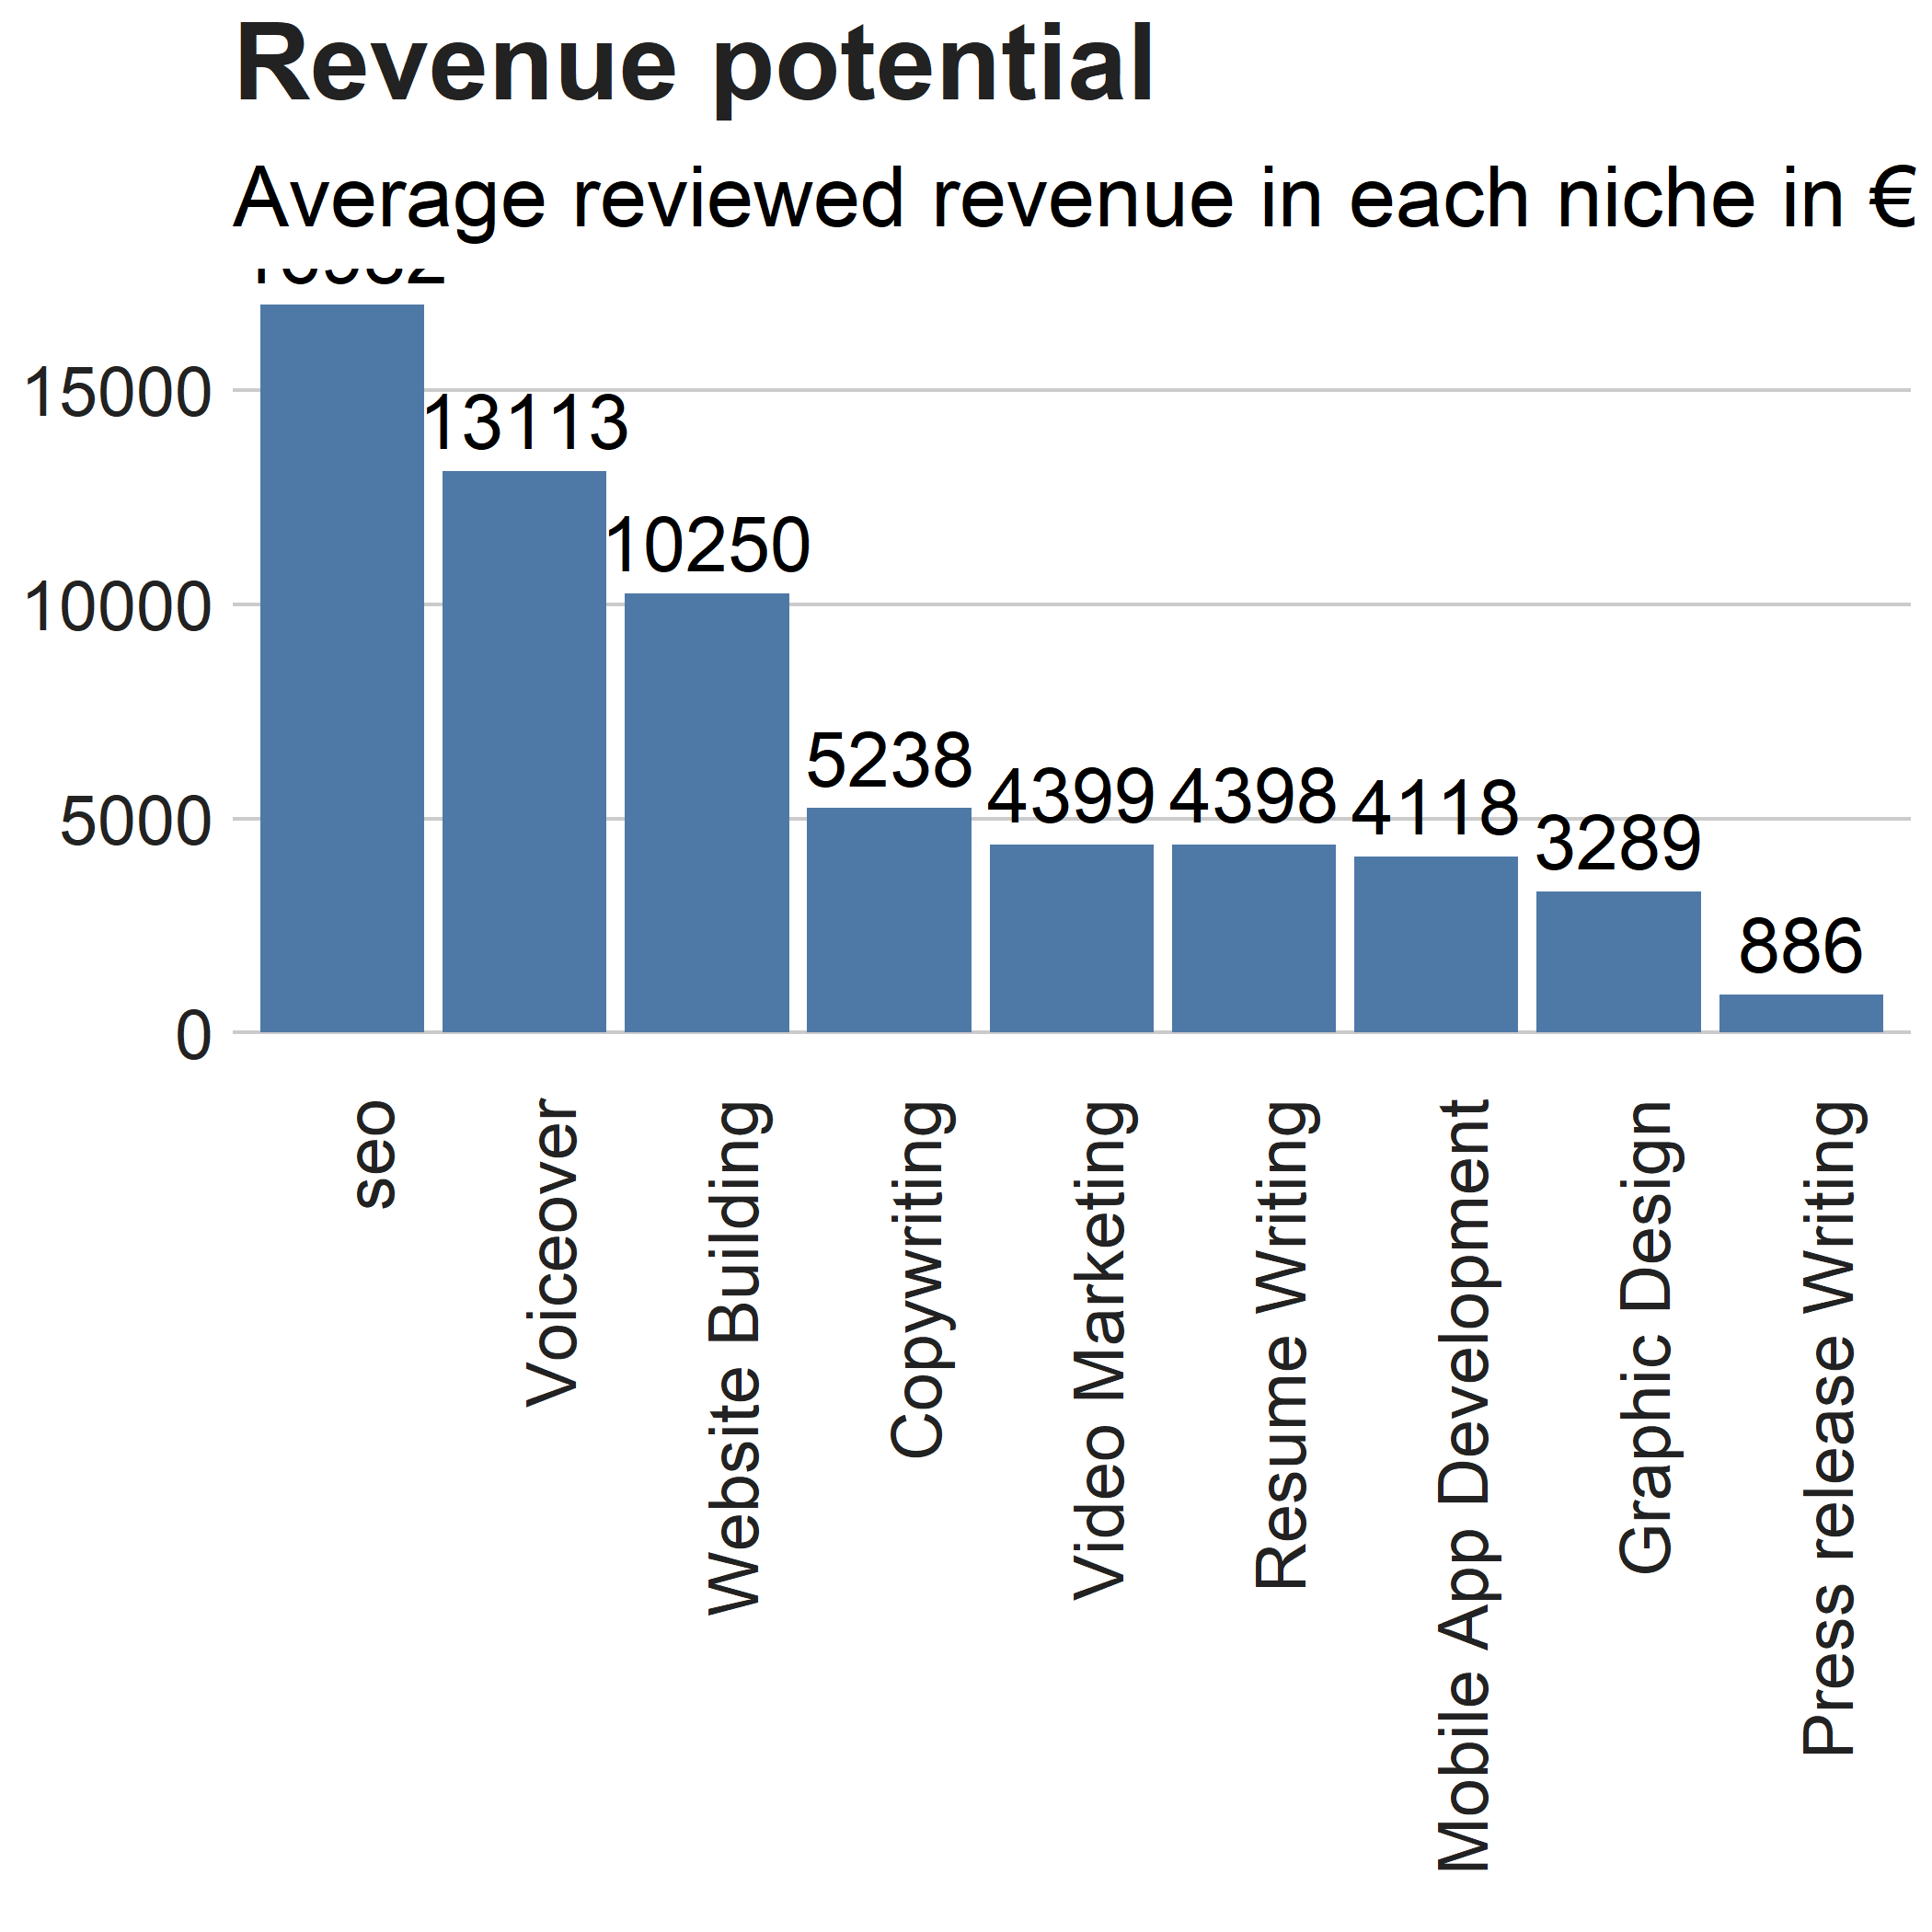 Revenue potential
Average reviewed revenue in each niche in €
15000
10000
5000
0
13113
10250
5238
4399
4398
4118
3289
886
seo
Voiceover
Website Building
Copywriting
Video Marketing
Resume Writing
Mobile App Development
Graphic Design
Press release Writing